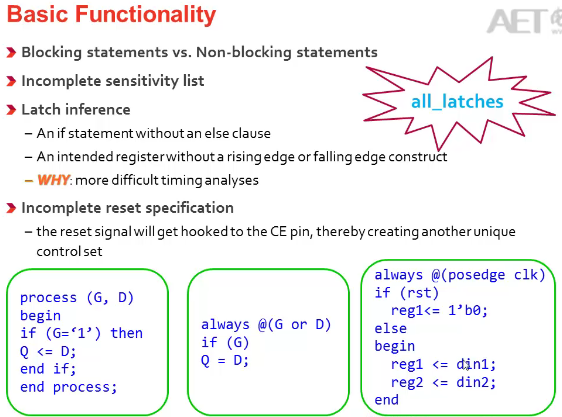 Basic Functionality
AET
Blocking statements vs. Non-blocking statements
Incomplete sensitivity list
Latch inference
– An if statement without an else clause
– An intended register without a rising edge or falling edge construct
– WHY: more difficult timing analyses
Incomplete reset specification
– the reset signal will get hooked to the CE pin, thereby creating another unique
control set
all_latches
process (G, D)
begin
if (G=‘1’) then
Q <= D;
end if;
end process;
always @(G or D)
if (G)
Q = D;
always @(posedge clk)
if (rst)
reg1<= 1’b0;
else
begin
reg1 <= din1;
reg2 <= din2;
end